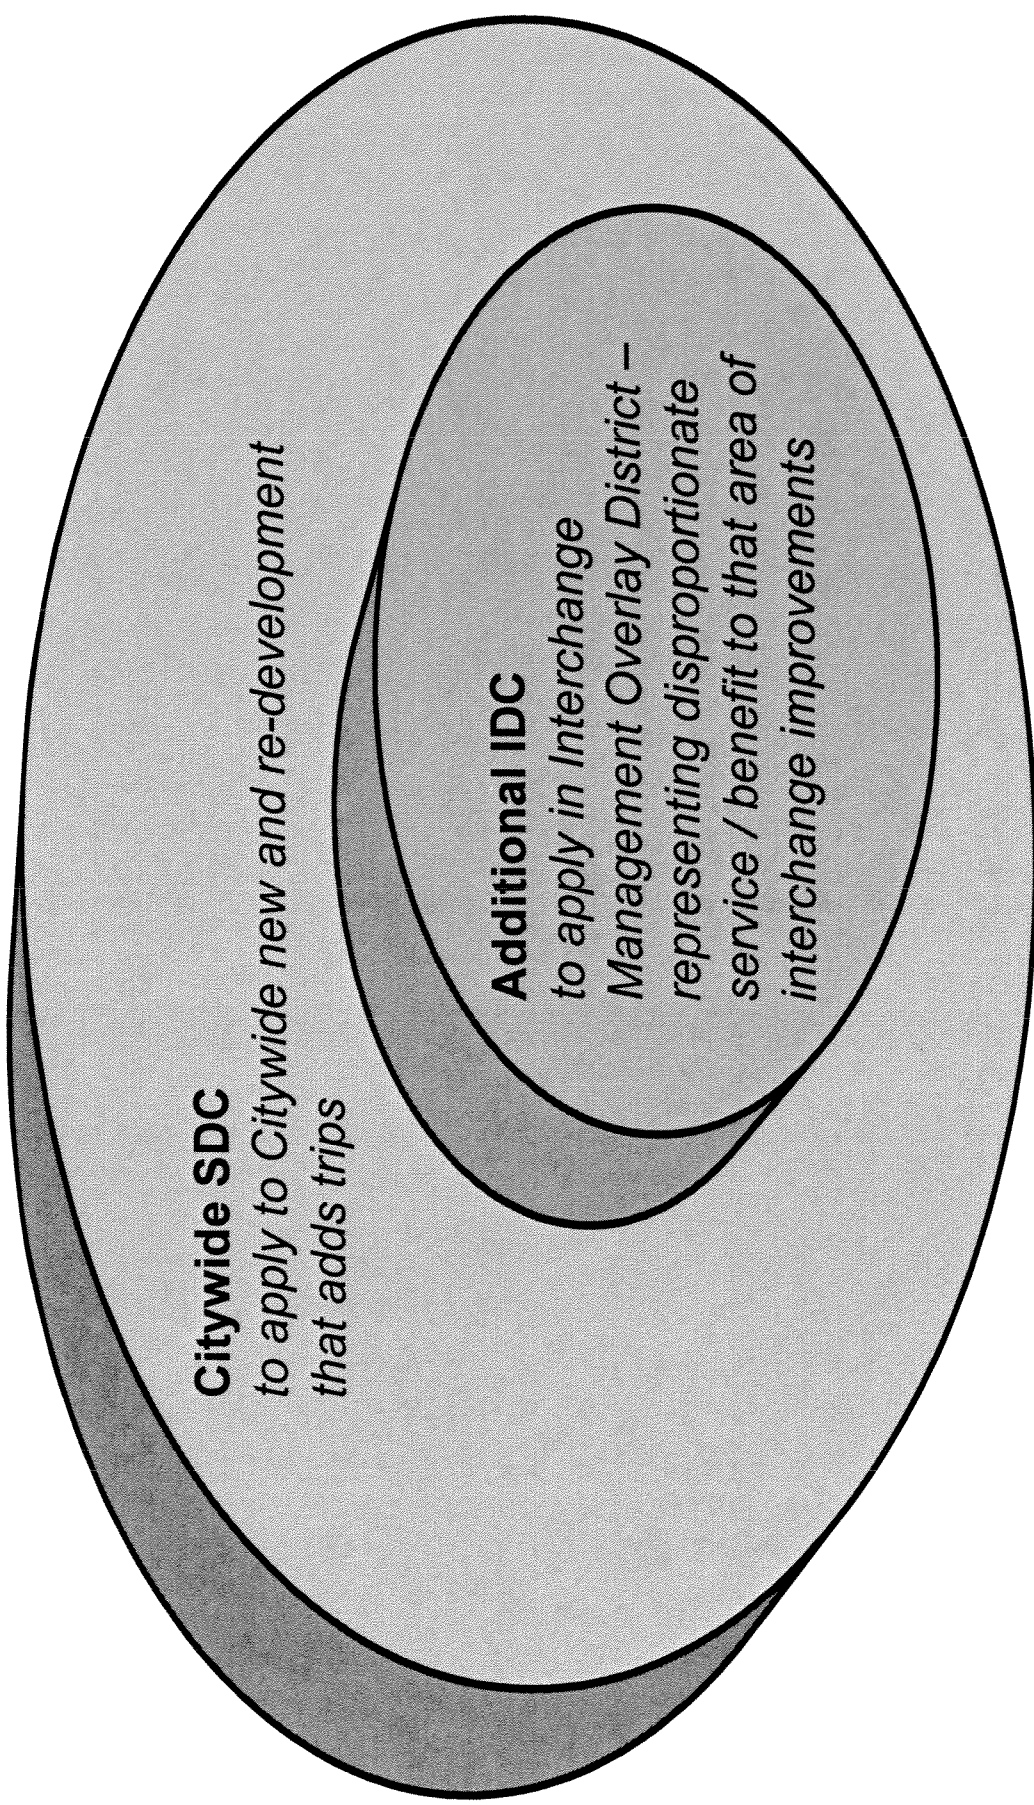 Citywide SDC
to apply to Citywide new and re-development
that adds trips
Additional IDC
to apply in Interchange
Management Overlay District –
representing disproportionate
service / benefit to that area of
interchange improvements